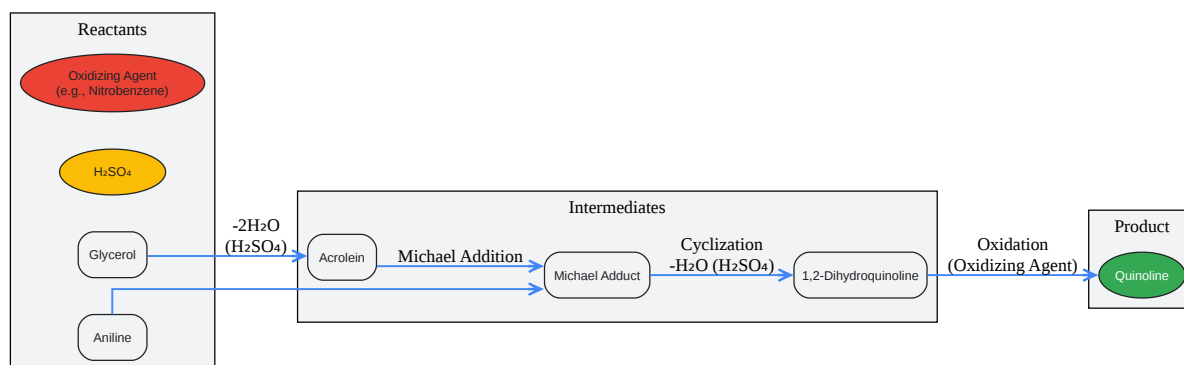 Reactants
Oxidizing Agent
(e.g., Nitrobenzene)
H₂SO₄
Glycerol
Aniline
-2H₂O
(H₂SO₄)
Intermediates
Acrolein
Michael Addition
Michael Adduct
Cyclization
-H₂O (H₂SO₄)
1,2-Dihydroquinoline
Oxidation
(Oxidizing Agent)
Product
Quinoline